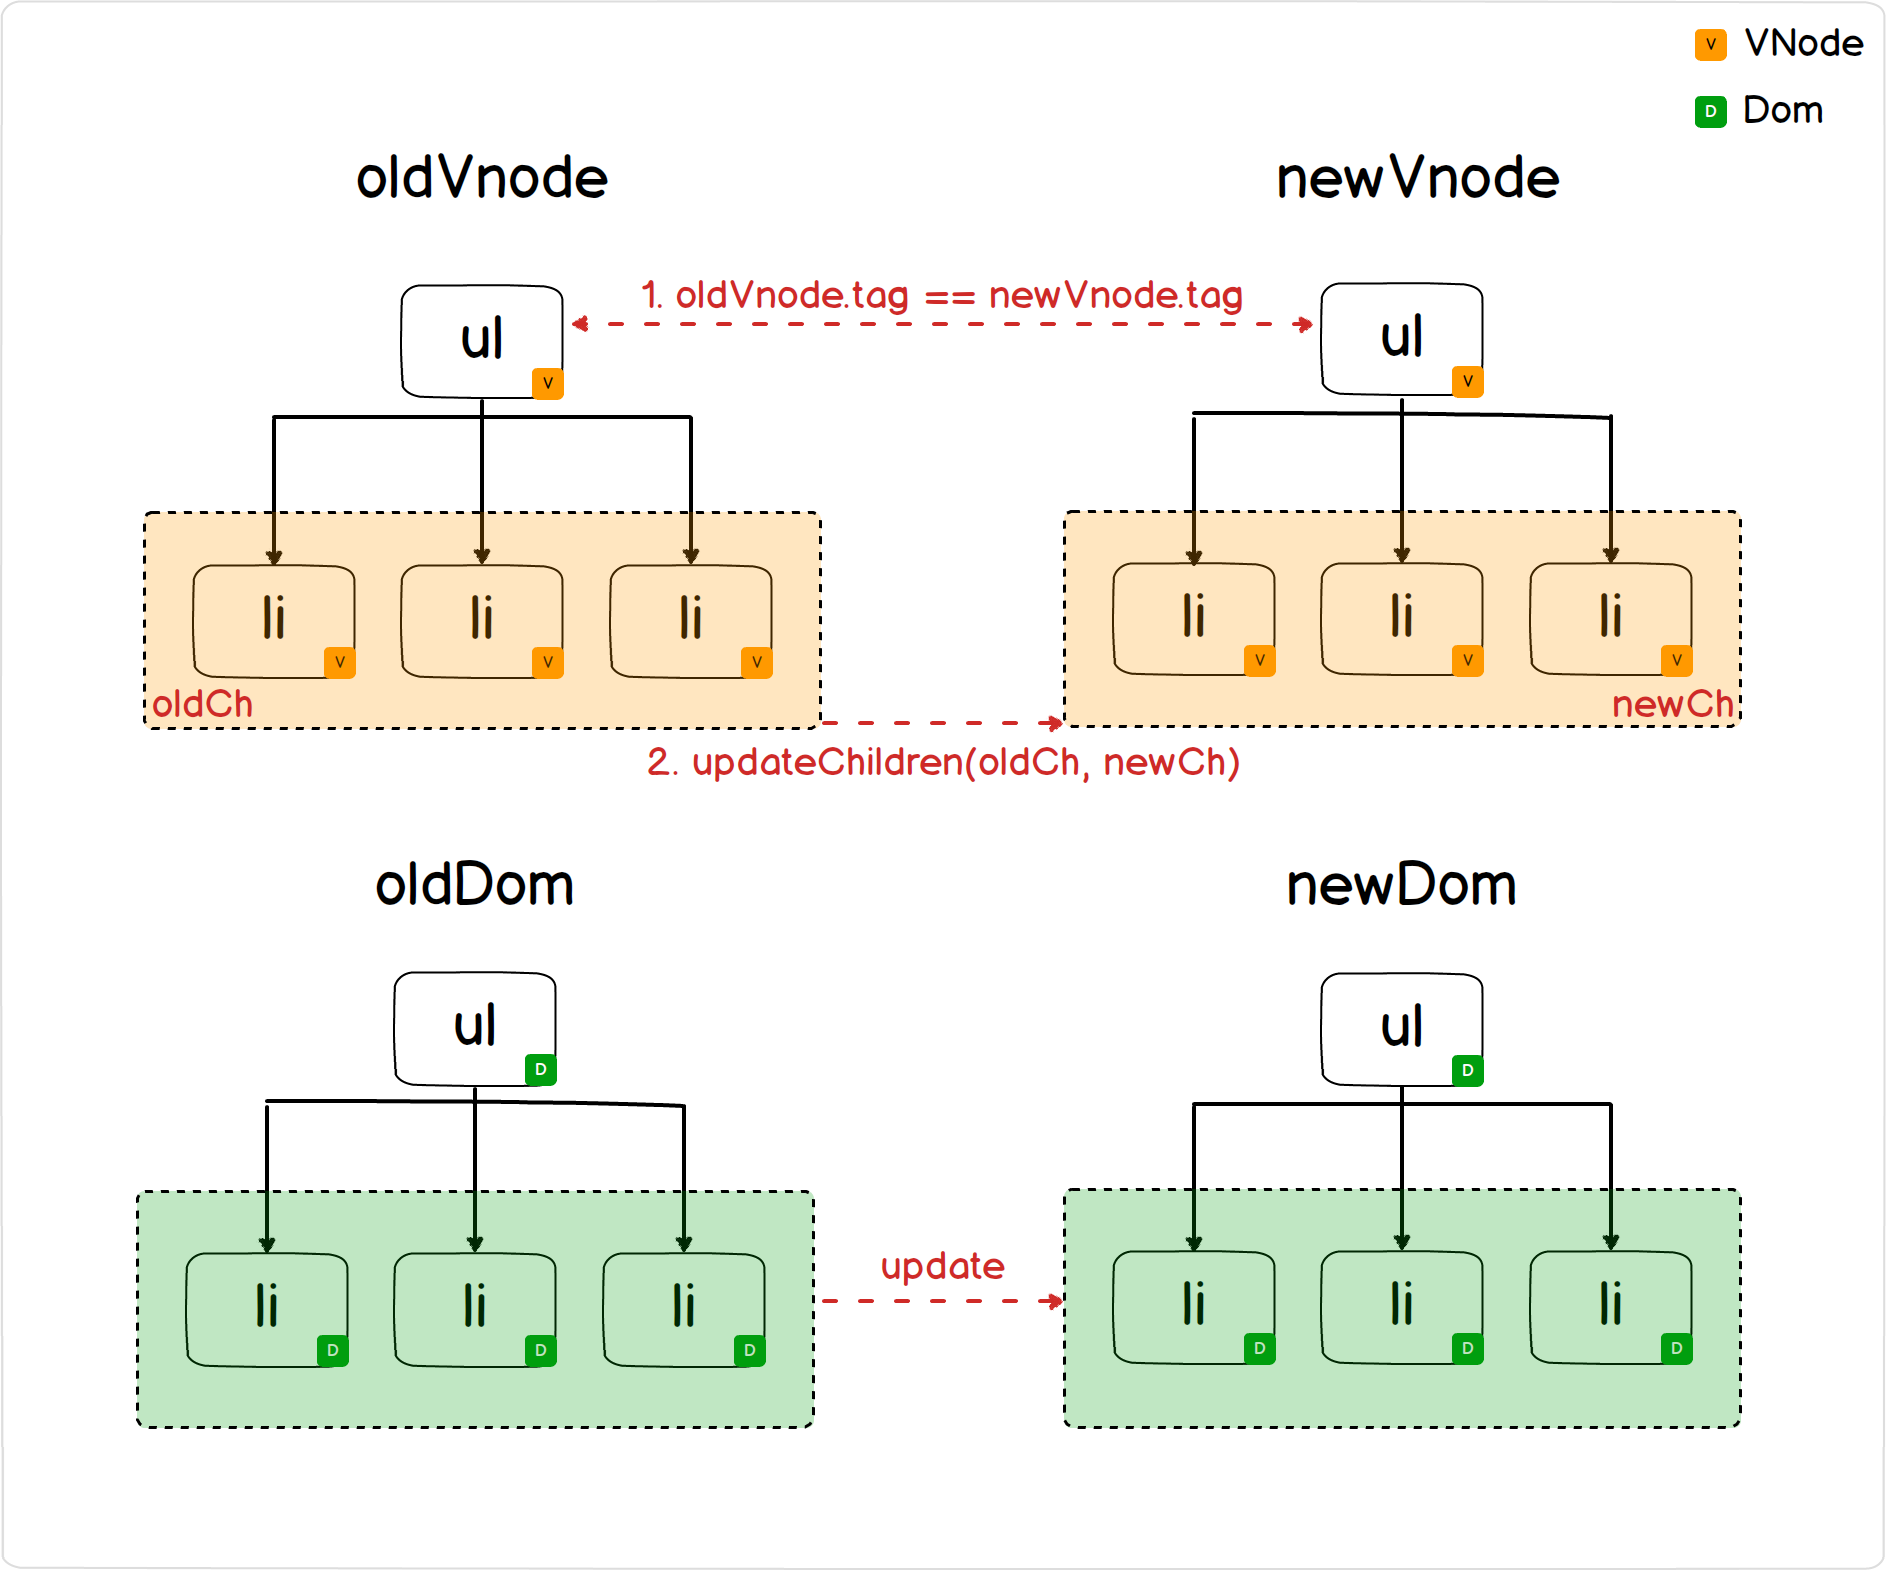 V VNode
D Dom
oldVnode newVnode
1. oldVnode.tag == newVnode.tag
ul ul
V V
li li li li li li
V V V V V V
oldCh newCh
2. updateChildren(oldCh, newCh)
oldDom newDom
ul ul
D D
update
li li li li li li
D D D D D D